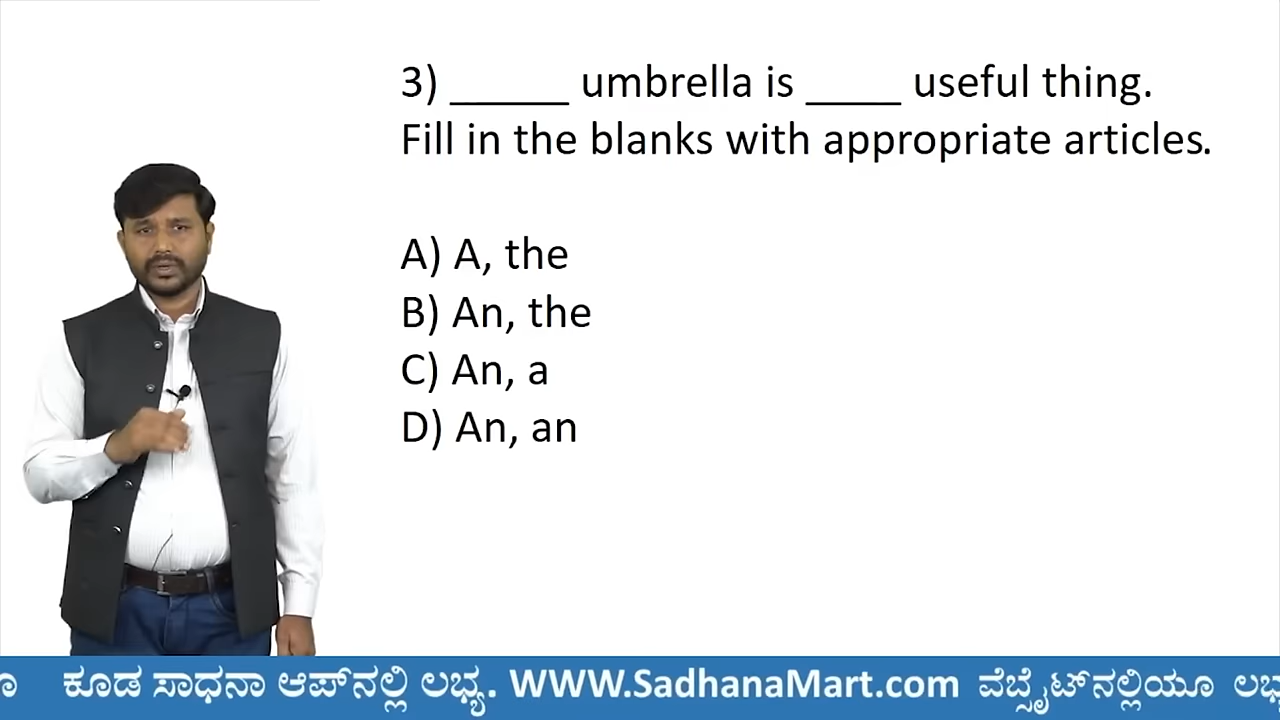 3) _____ umbrella is ____ useful thing.
Fill in the blanks with appropriate articles.
A) A, the
B) An, the
C) An, a
D) An, an
ಕೂಡ ಸಾಧನಾ ಆಪ್‌ನಲ್ಲಿ ಲಭ್ಯ. WWW.SadhanaMart.com ವೆಬ್ಸೈಟ್‌ನಲ್ಲಿಯೂ